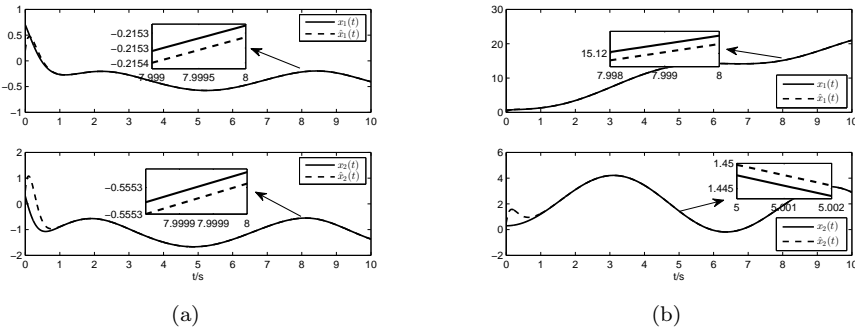 1
0.5
0
−0.5
−1
0 1 2 3 4 5 6 7 8 9 10
−0.2153
−0.2153
−0.2154
7.999 7.9995 8
x₁(t)
x̂₁(t)
2
1
0
−1
−2
0 1 2 3 4 5 6 7 8 9 10
t/s
−0.5553
−0.5553
7.9999 7.9999 8
x₂(t)
x̂₂(t)
(a)
30
20
10
0
0 1 2 3 4 5 6 7 8 9 10
15.12
7.998 7.999 8
x₁(t)
x̂₁(t)
6
4
2
0
−2
0 1 2 3 4 5 6 7 8 9 10
t/s
1.45
1.445
5 5.001 5.002
x₂(t)
x̂₂(t)
(b)